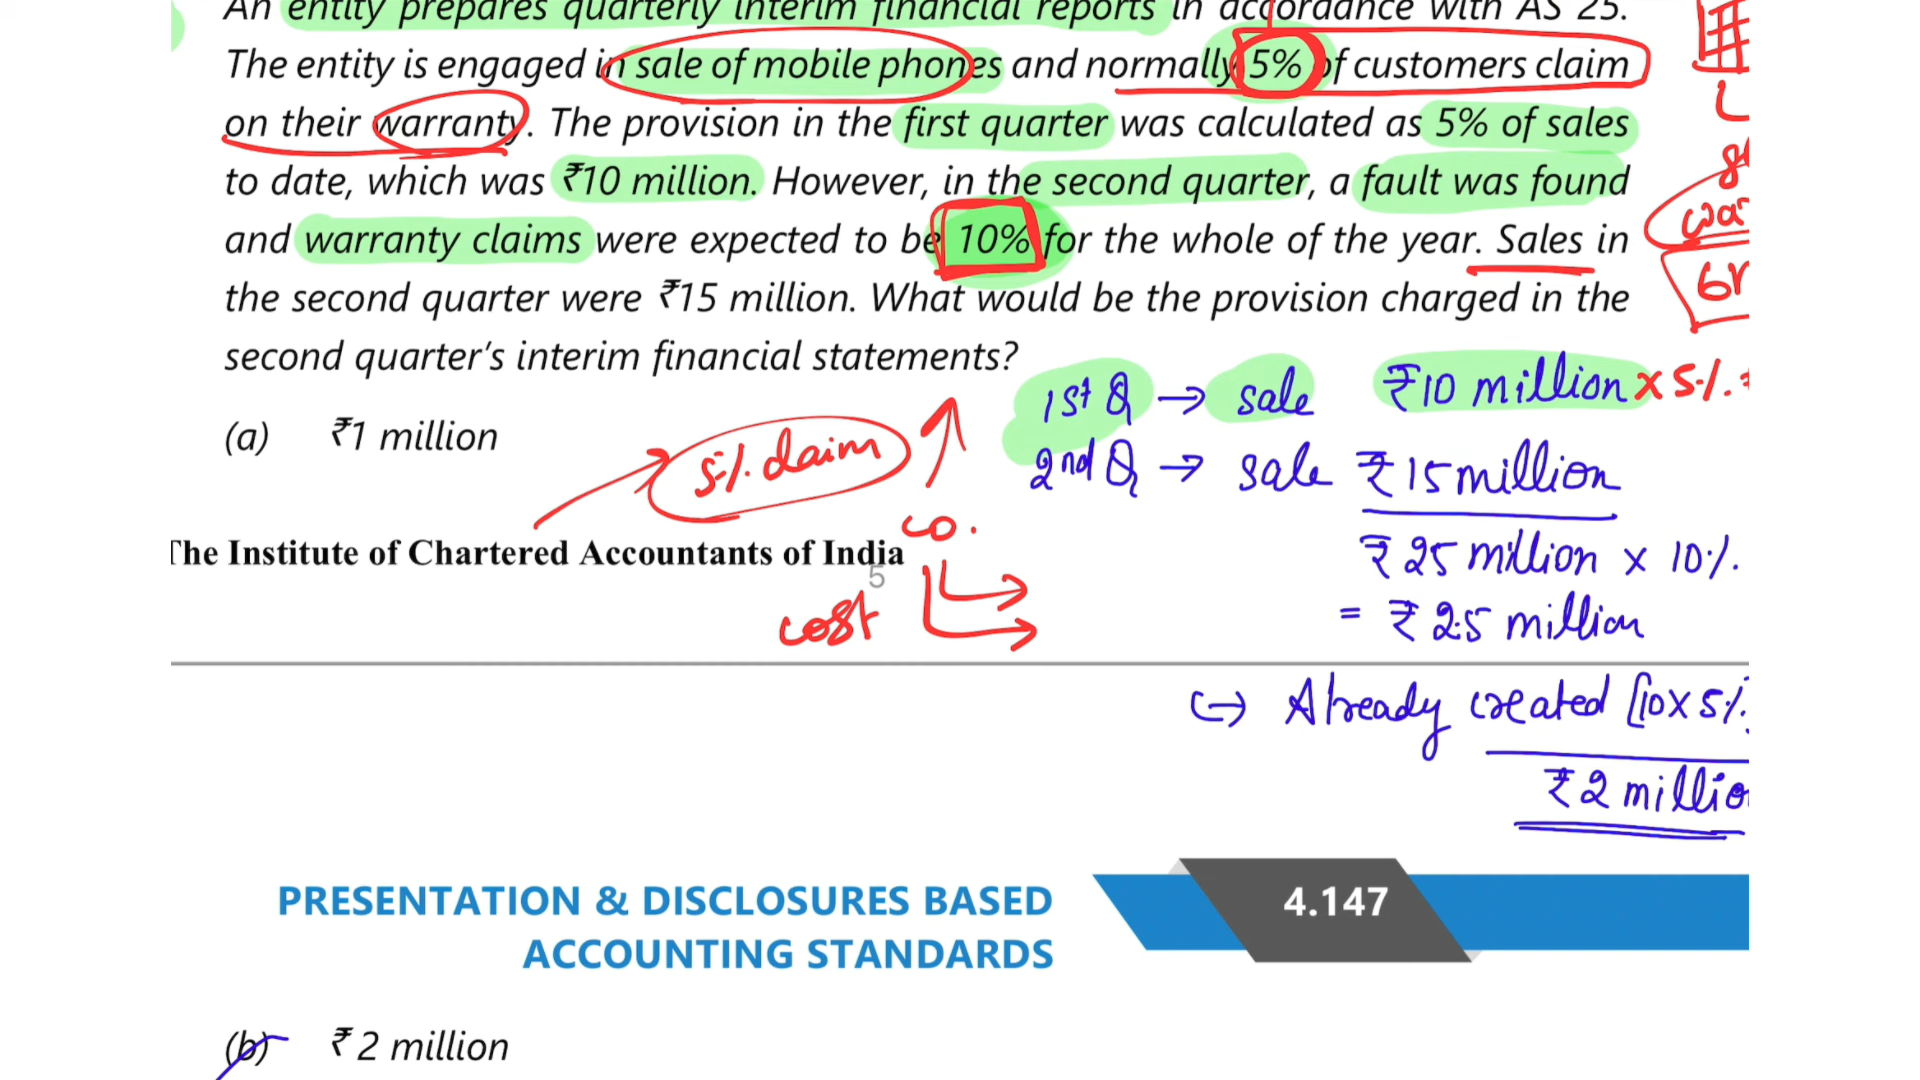 An entity prepares quarterly interim financial reports in accordance with AS 25.
The entity is engaged in sale of mobile phones and normally 5% of customers claim
on their warranty. The provision in the first quarter was calculated as 5% of sales
to date, which was ₹10 million. However, in the second quarter, a fault was found
and warranty claims were expected to be 10% for the whole of the year. Sales in
the second quarter were ₹15 million. What would be the provision charged in the
second quarter's interim financial statements?
1st Q → sale ₹10 million × 5%.
(a) ₹1 million
5% claim
2nd Q → sale ₹15 million
co.
The Institute of Chartered Accountants of India
₹25 million × 10%.
5
cost
= ₹2.5 million
↪ Already created [10×5%]
₹2 million
PRESENTATION & DISCLOSURES BASED
ACCOUNTING STANDARDS
4.147
(b) ₹2 million